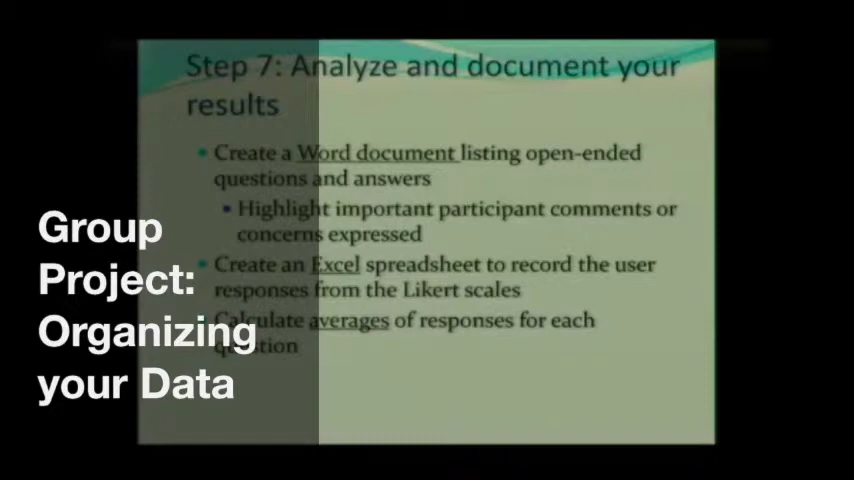 Step 7: Analyze and document your
results
Create a Word document listing open-ended
questions and answers
Highlight important participant comments or
concerns expressed
Create an Excel spreadsheet to record the user
responses from the Likert scales
Calculate averages of responses for each
question
Group
Project:
Organizing
your Data